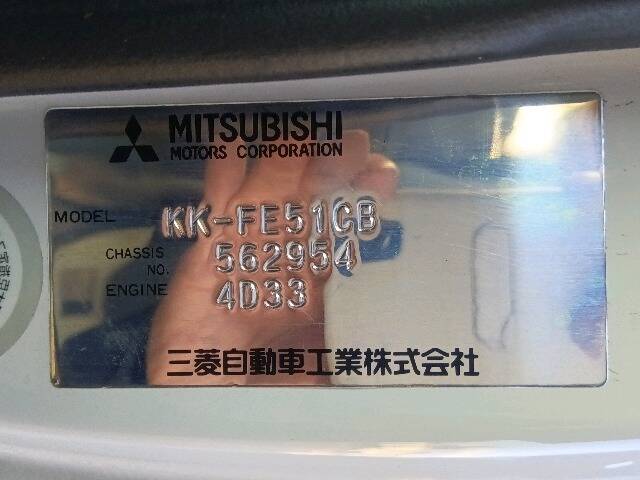 MITSUBISHI
MOTORS CORPORATION
MODEL KK-FE51CB
CHASSIS NO. 562954
ENGINE 4D33
三菱自動車工業株式会社